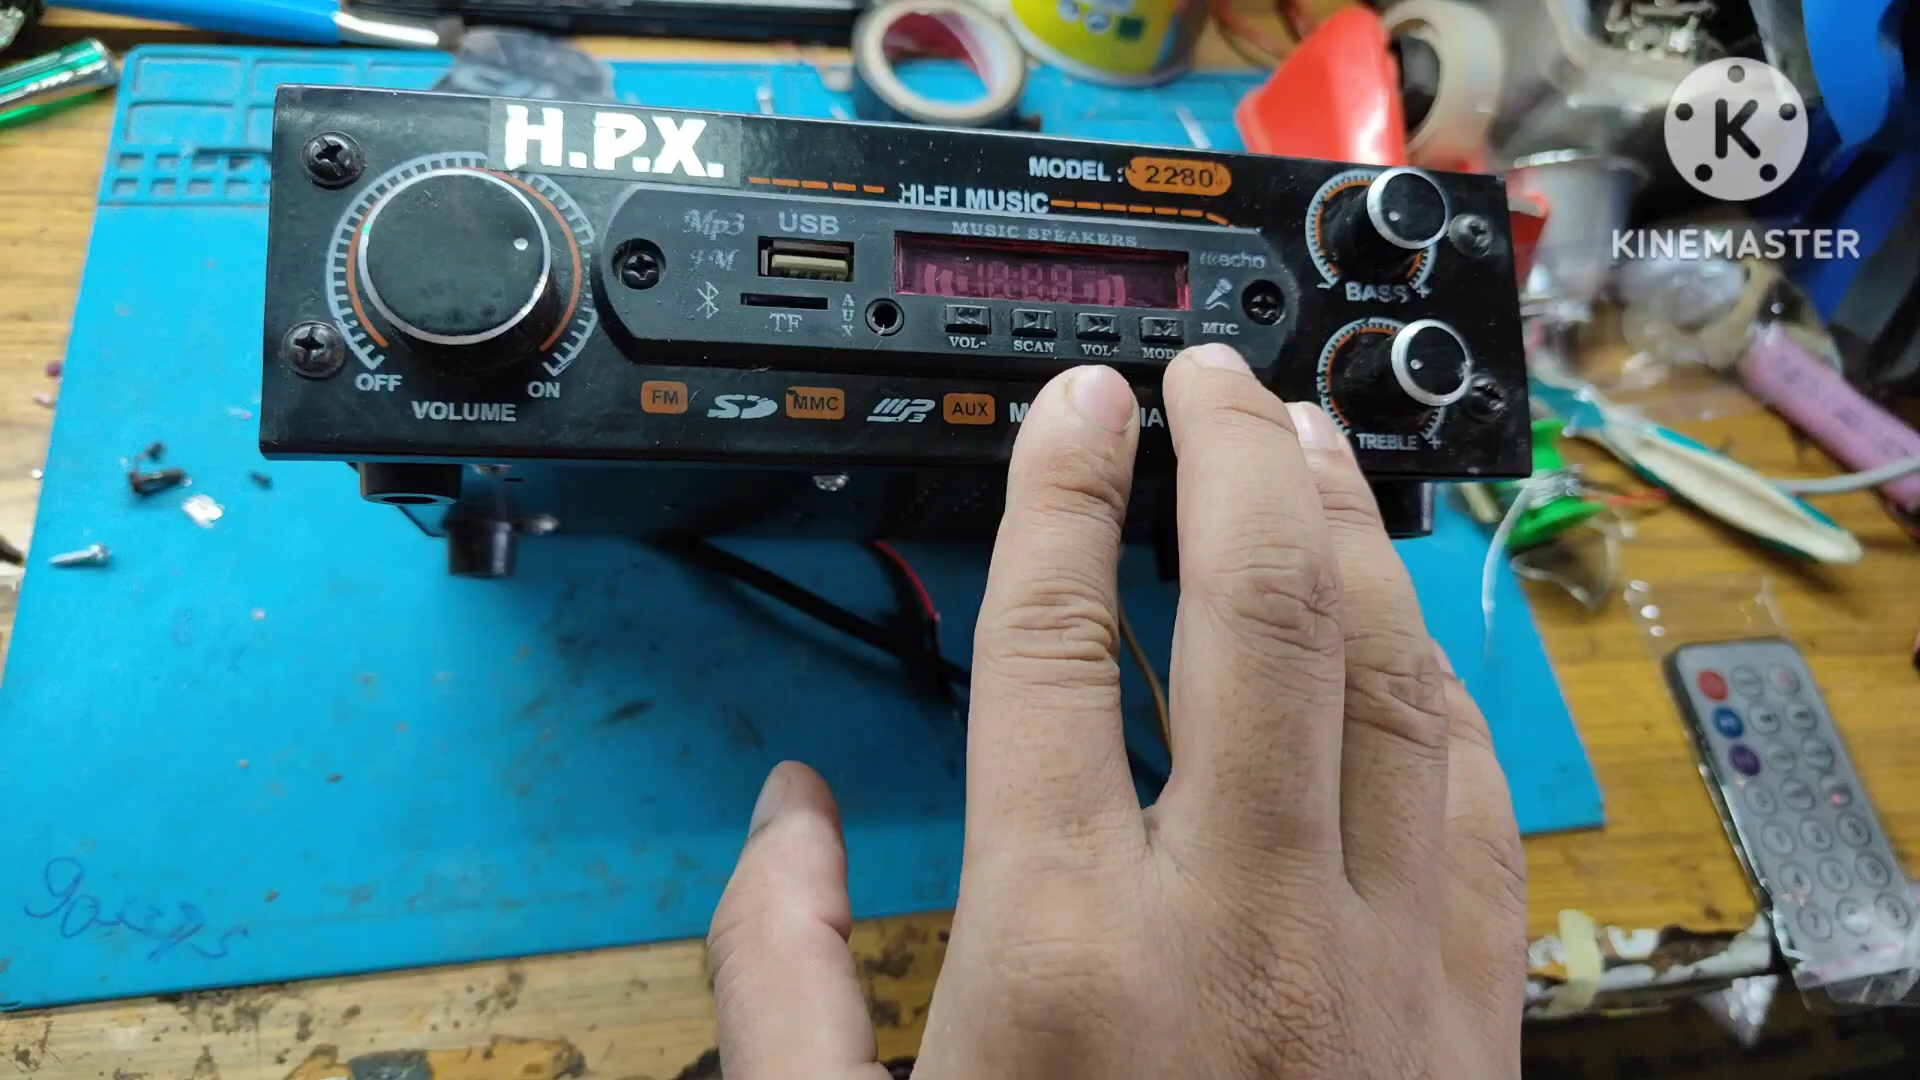 H.P.X.
MODEL : 2280
HI-FI MUSIC
MUSIC SPEAKERS
Mp3
USB
echo
TF
AUX
VOL-
SCAN
VOL+
MIC
BASS +
OFF
ON
VOLUME
FM
SD
MMC
MP3
AUX
TREBLE +
K
KINEMASTER